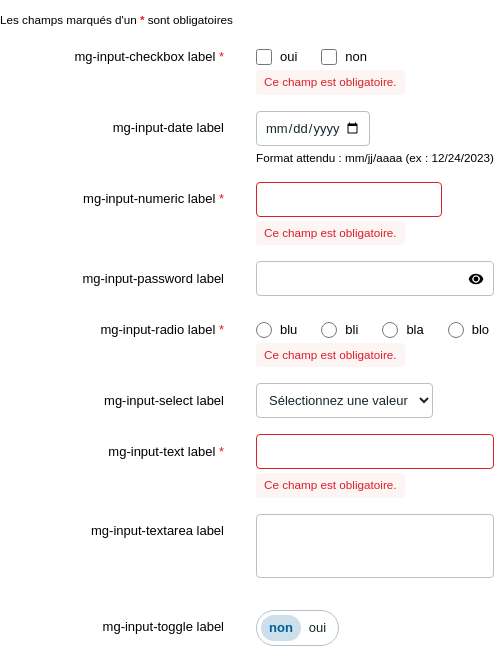 Les champs marqués d'un * sont obligatoires
mg-input-checkbox label * oui non
Ce champ est obligatoire.
mg-input-date label mm/dd/yyyy
Format attendu : mm/jj/aaaa (ex : 12/24/2023)
mg-input-numeric label *
Ce champ est obligatoire.
mg-input-password label
mg-input-radio label * blu bli bla blo
Ce champ est obligatoire.
mg-input-select label Sélectionnez une valeur
mg-input-text label *
Ce champ est obligatoire.
mg-input-textarea label
mg-input-toggle label non oui